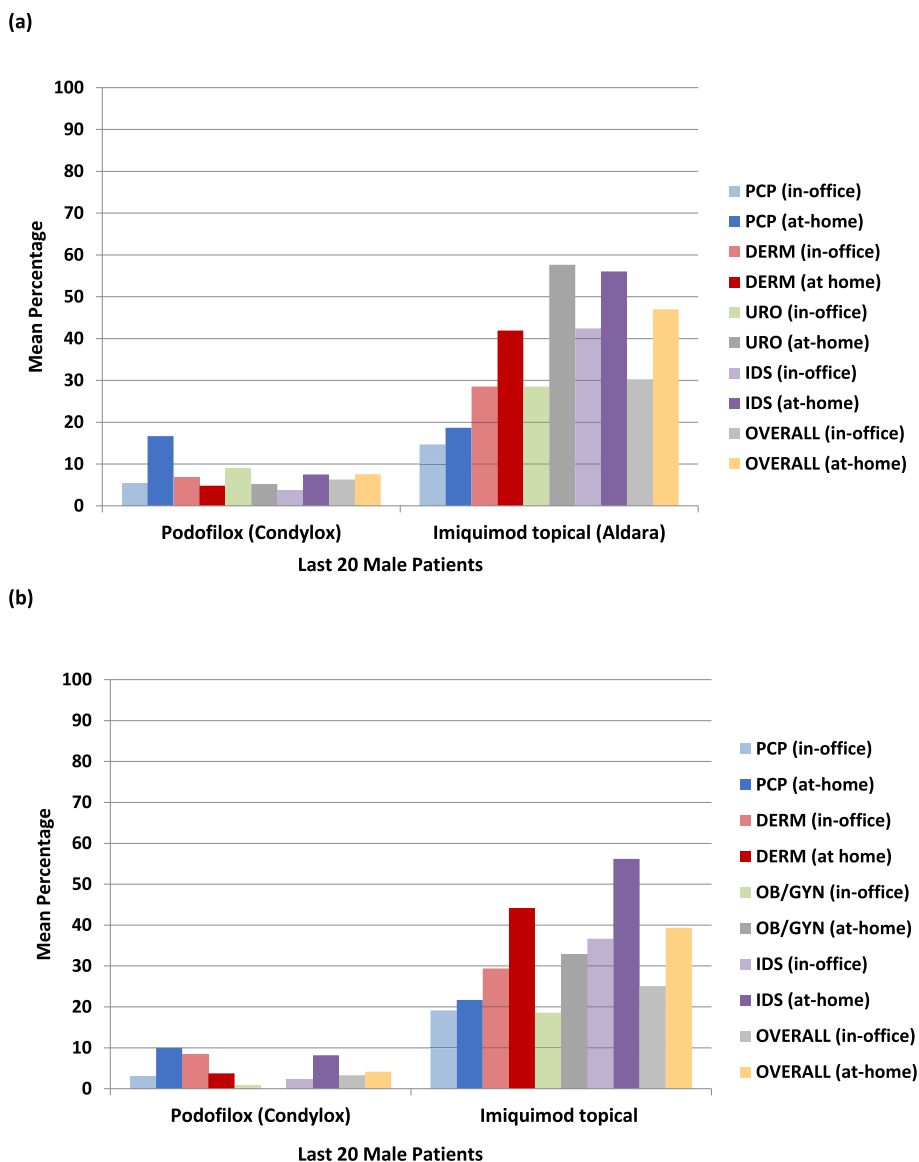 (a)
100
90
80
70
60
50
40
30
20
10
0
Mean Percentage
Podofilox (Condylox)
Imiquimod topical (Aldara)
Last 20 Male Patients
PCP (in-office)
PCP (at-home)
DERM (in-office)
DERM (at home)
URO (in-office)
URO (at-home)
IDS (in-office)
IDS (at-home)
OVERALL (in-office)
OVERALL (at-home)
(b)
100
90
80
70
60
50
40
30
20
10
0
Mean Percentage
Podofilox (Condylox)
Imiquimod topical
Last 20 Male Patients
PCP (in-office)
PCP (at-home)
DERM (in-office)
DERM (at home)
OB/GYN (in-office)
OB/GYN (at-home)
IDS (in-office)
IDS (at-home)
OVERALL (in-office)
OVERALL (at-home)